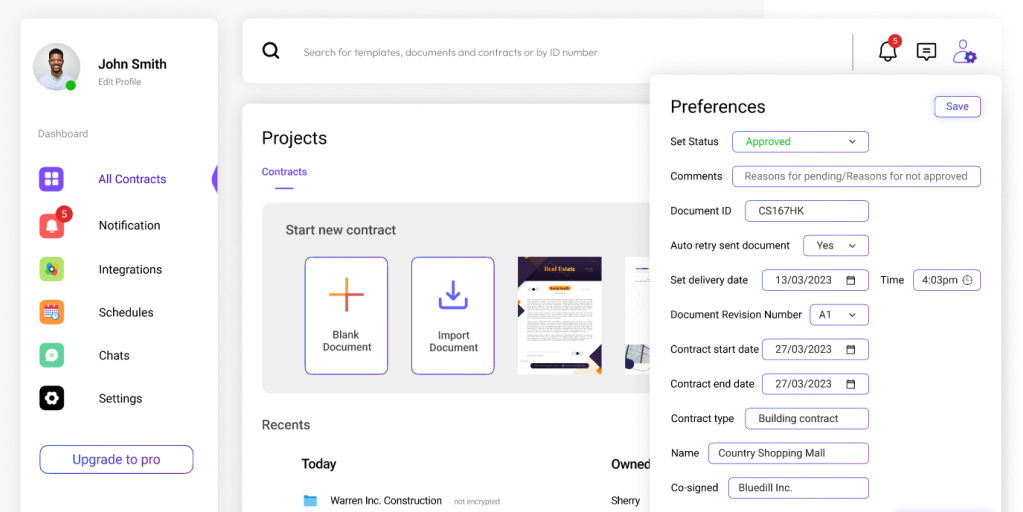 John Smith
Edit Profile
Dashboard
All Contracts
5
Notification
Integrations
Schedules
Chats
Settings
Upgrade to pro
Search for templates, documents and contracts or by ID number
5
Projects
Contracts
Start new contract
Blank
Document
Import
Document
Real Estate
Recents
Today
Owned
Warren Inc. Construction not encrypted
Sherry
Preferences
Save
Set Status Approved
Comments Reasons for pending/Reasons for not approved
Document ID CS167HK
Auto retry sent document Yes
Set delivery date 13/03/2023 Time 4:03pm
Document Revision Number A1
Contract start date 27/03/2023
Contract end date 27/03/2023
Contract type Building contract
Name Country Shopping Mall
Co-signed Bluedill Inc.